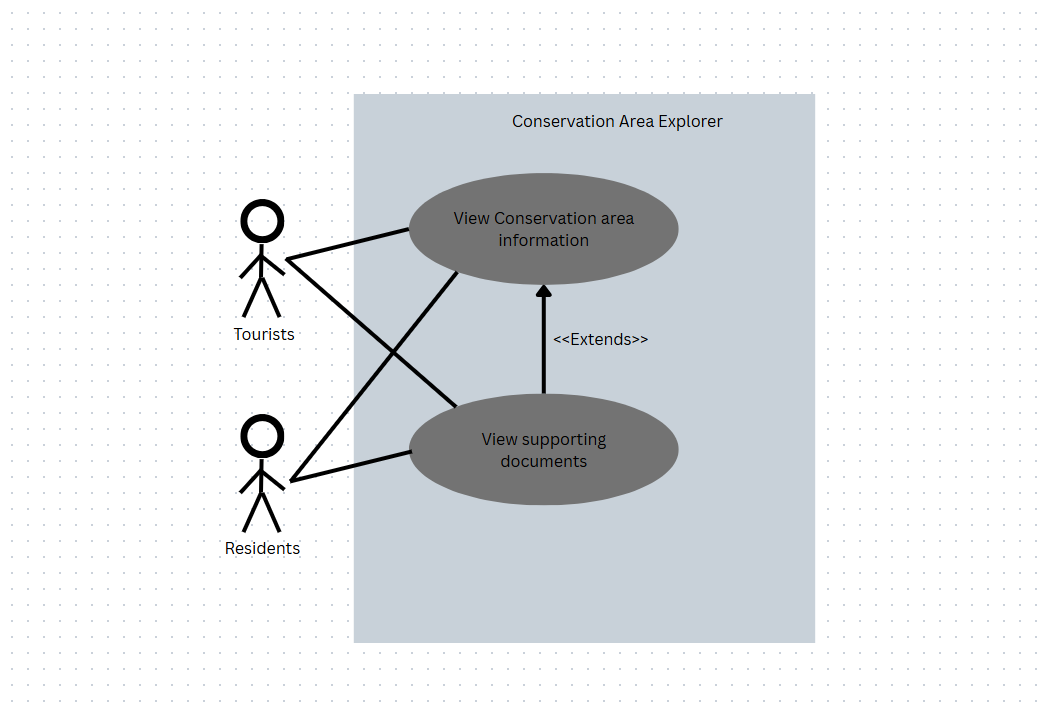 Conservation Area Explorer
View Conservation area
information
Tourists
<<Extends>>
View supporting
documents
Residents